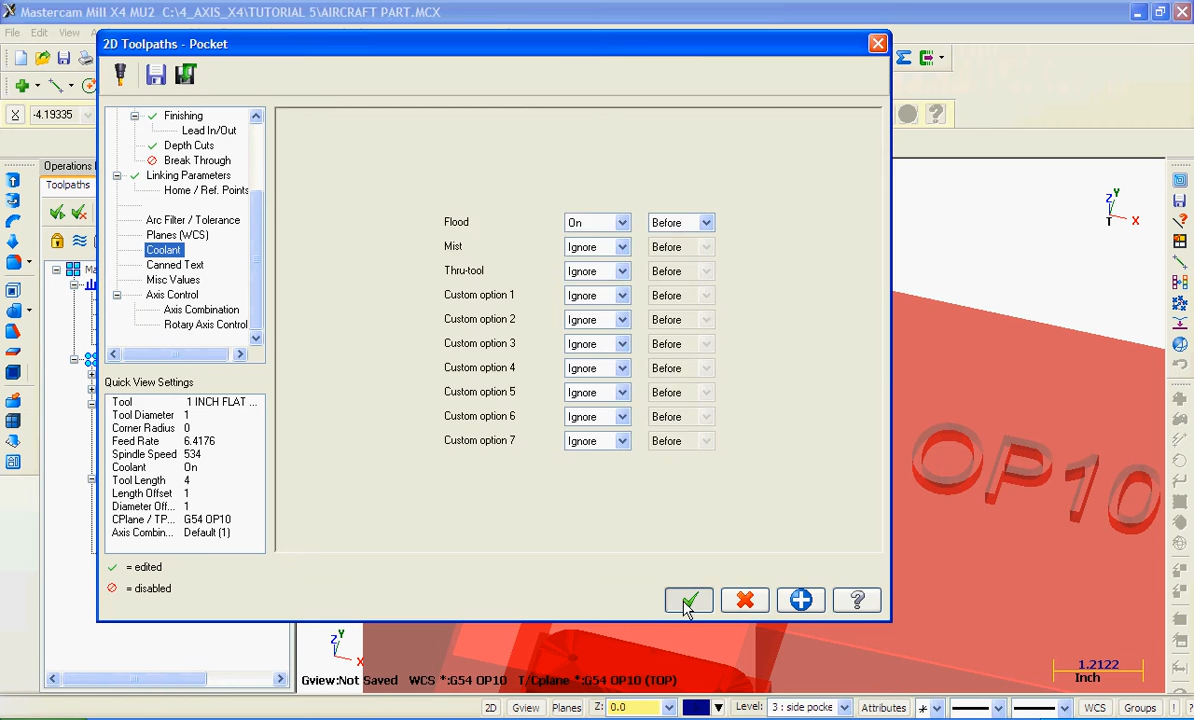 Mastercam Mill X4 MU2 C:\4_AXIS_X4\TUTORIAL 5\AIRCRAFT PART.MCX
File Edit View
2D Toolpaths - Pocket
-4.19335
Operations
Toolpaths
Finishing
Lead In/Out
Depth Cuts
Break Through
Linking Parameters
Home / Ref. Points
Arc Filter / Tolerance
Planes (WCS)
Coolant
Canned Text
Misc Values
Axis Control
Axis Combination
Rotary Axis Control
Flood On Before
Mist Ignore Before
Thru-tool Ignore Before
Custom option 1 Ignore Before
Custom option 2 Ignore Before
Custom option 3 Ignore Before
Custom option 4 Ignore Before
Custom option 5 Ignore Before
Custom option 6 Ignore Before
Custom option 7 Ignore Before
Quick View Settings
Tool 1 INCH FLAT ...
Tool Diameter 1
Corner Radius 0
Feed Rate 6.4176
Spindle Speed 534
Coolant On
Tool Length 4
Length Offset 1
Diameter Off... 1
CPlane / TP... G54 OP10
Axis Combin... Default (1)
= edited
= disabled
Y
X
T
OP10
Y
Z
X
1.2122
Inch
Gview:Not Saved WCS *:G54 OP10 T/Cplane *:G54 OP10 (TOP)
2D Gview Planes Z: 0.0 Level: 3 : side pocke Attributes WCS Groups